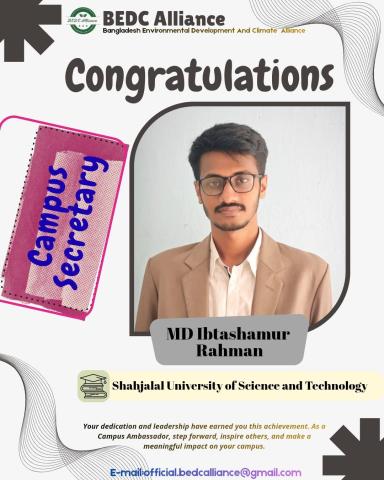 BEDC Alliance
Bangladesh Environmental Development And Climate Alliance
Congratulations
Campus
secretary
MD Ibtashamur
Rahman
Shahjalal University of Science and Technology
Your dedication and leadership have earned you this achievement. As a
Campus Ambassador, step forward, inspire others, and make a
meaningful impact on your campus.
E-mail:official.bedcalliance@gmail.com